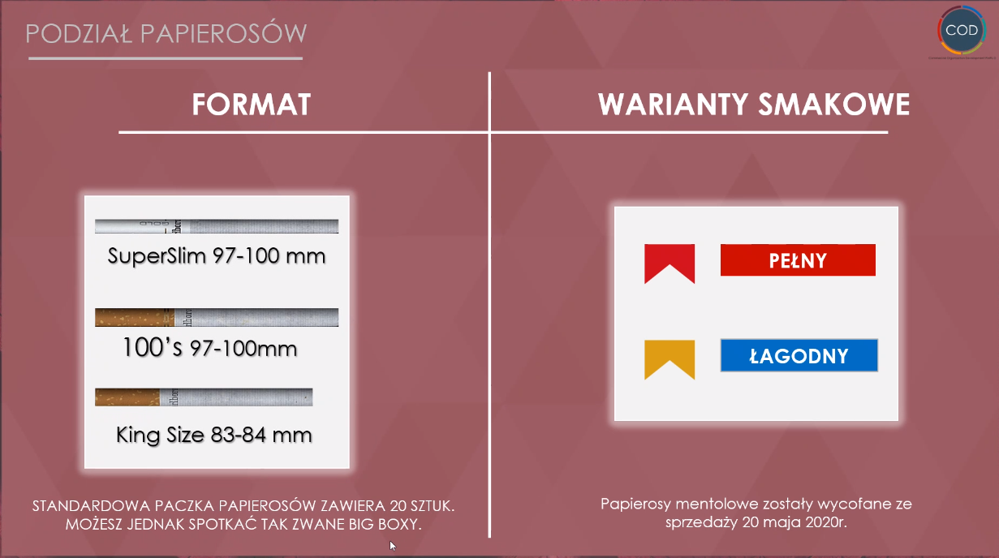 PODZIAŁ PAPIEROSÓW
COD
FORMAT
SuperSlim 97-100 mm
100’s 97-100mm
King Size 83-84 mm
STANDARDOWA PACZKA PAPIEROSÓW ZAWIERA 20 SZTUK.
MOŻESZ JEDNAK SPOTKAĆ TAK ZWANE BIG BOXY.
WARIANTY SMAKOWE
PEŁNY
ŁAGODNY
Papierosy mentolowe zostały wycofane ze
sprzedaży 20 maja 2020r.